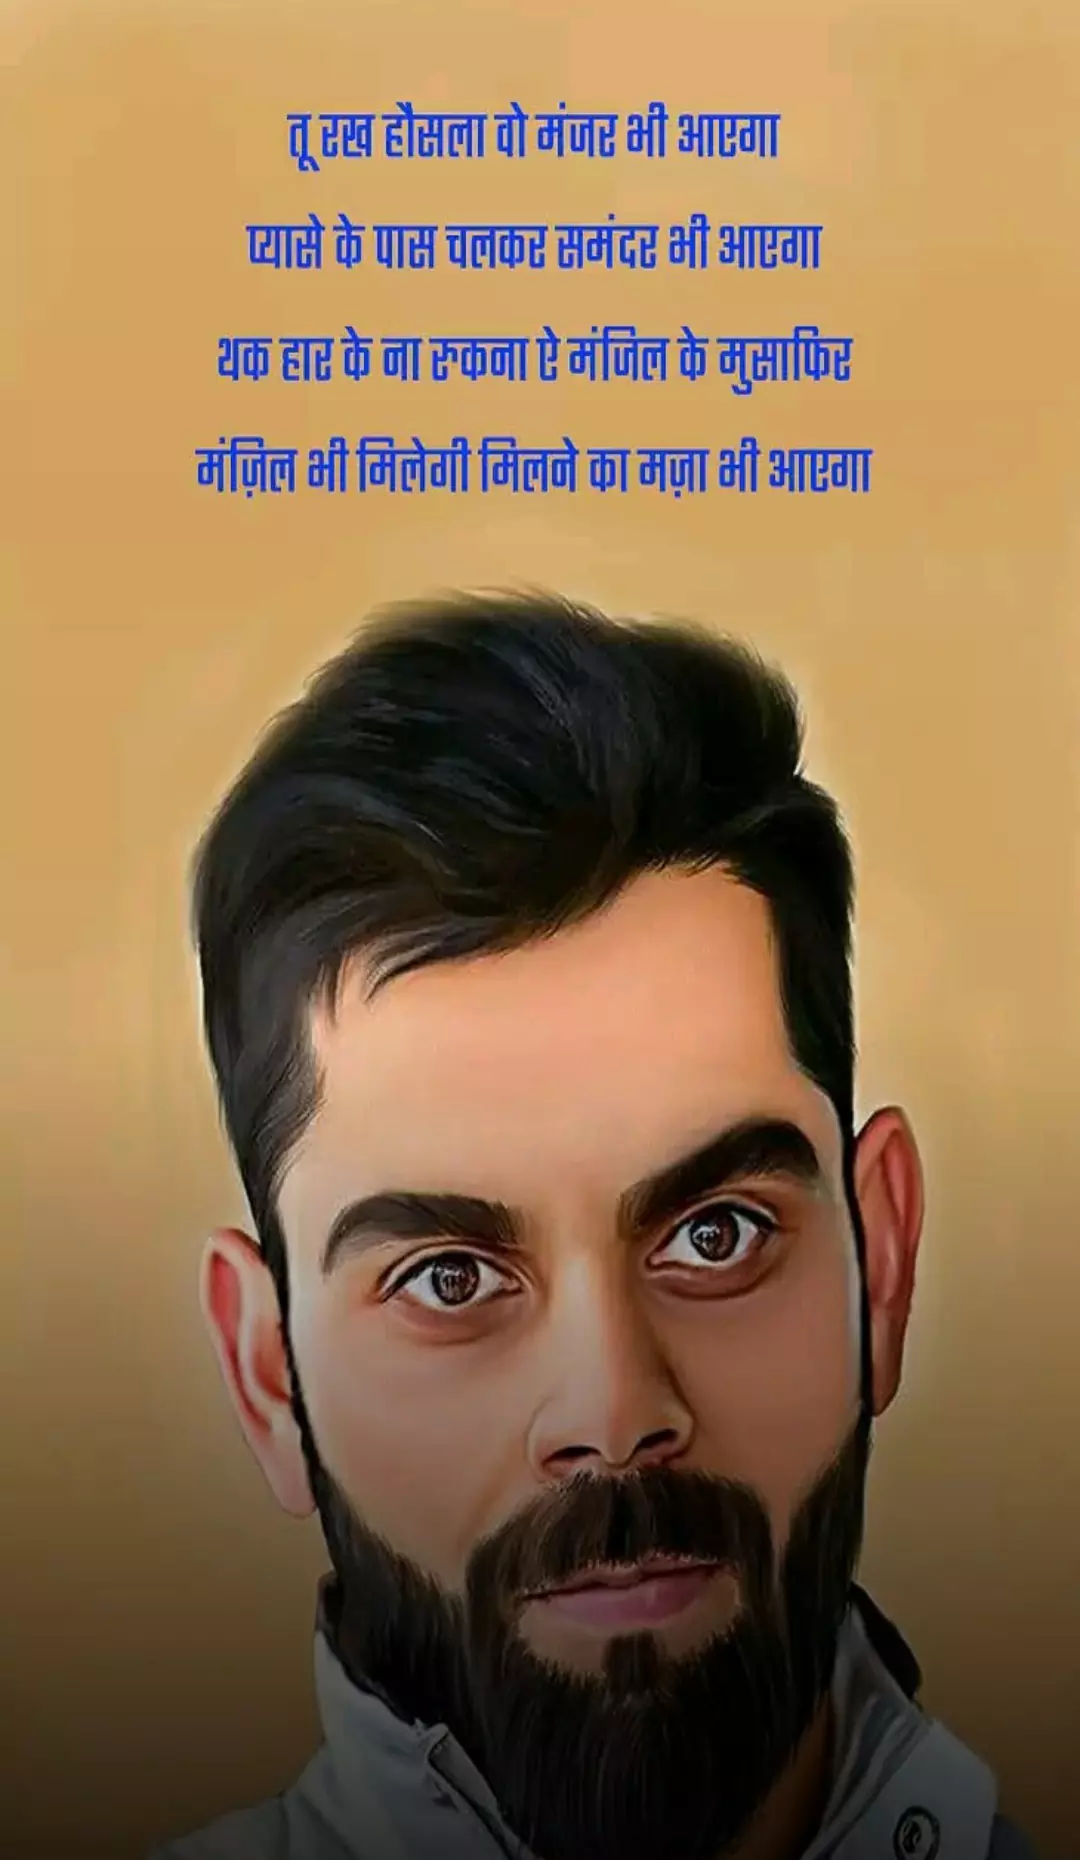 तू रख हौसला वो मंजर भी आएगा
प्यासे के पास चलकर समंदर भी आएगा
थक हार के ना रुकना ऐ मंजिल के मुसाफिर
मंज़िल भी मिलेगी मिलने का मज़ा भी आएगा